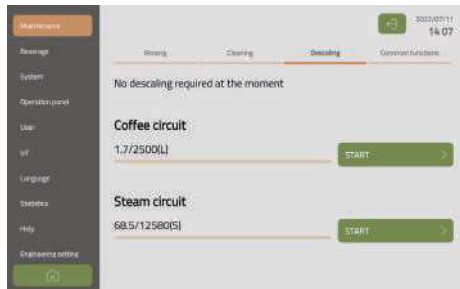 Maintenance
2022/07/11
14:07
Beverage
Rinsing
Cleaning
Descaling
Common functions
System
No descaling required at the moment
Operation panel
User
Coffee circuit
IoT
1.7/2500(L)
START
Language
Statistics
Steam circuit
Help
68.5/12580(S)
START
Engineering setting